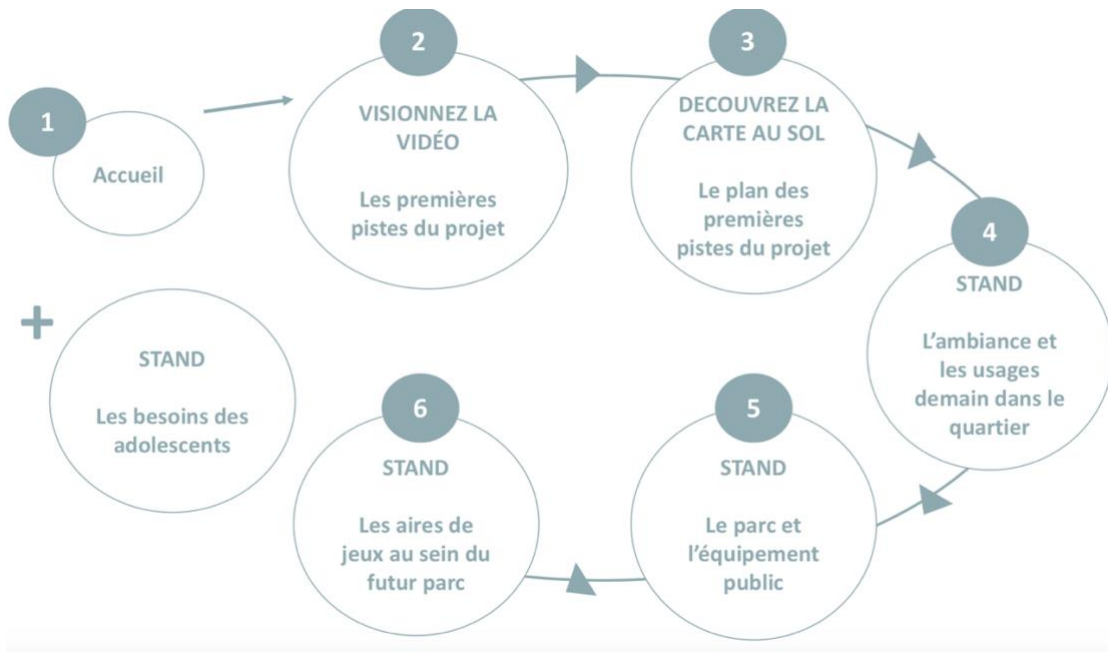 1
Accueil
2
VISIONNEZ LA
VIDÉO
Les premières
pistes du projet
3
DECOUVREZ LA
CARTE AU SOL
Le plan des
premières
pistes du projet
4
STAND
L'ambiance et
les usages
demain dans le
quartier
5
STAND
Le parc et
l'équipement
public
6
STAND
Les aires de
jeux au sein du
futur parc
+
STAND
Les besoins des
adolescents